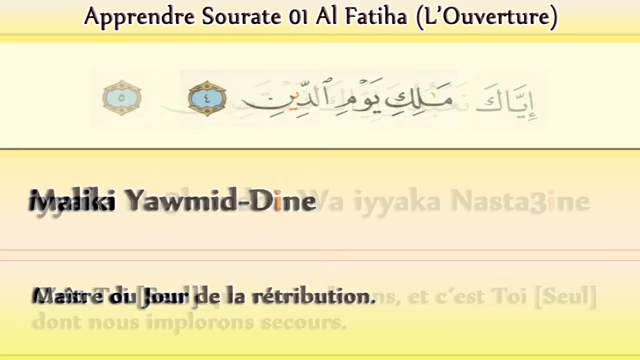 Apprendre Sourate 01 Al Fatiha (L'Ouverture)
مَـٰلِكِ يَوْمِ ٱلدِّينِ ٤ إِيَّاكَ ٥
Maliki Yawmid-Dine Wa iyyaka Nasta3ine
Maître du Jour de la rétribution. et c'est Toi [Seul]
dont nous implorons secours.